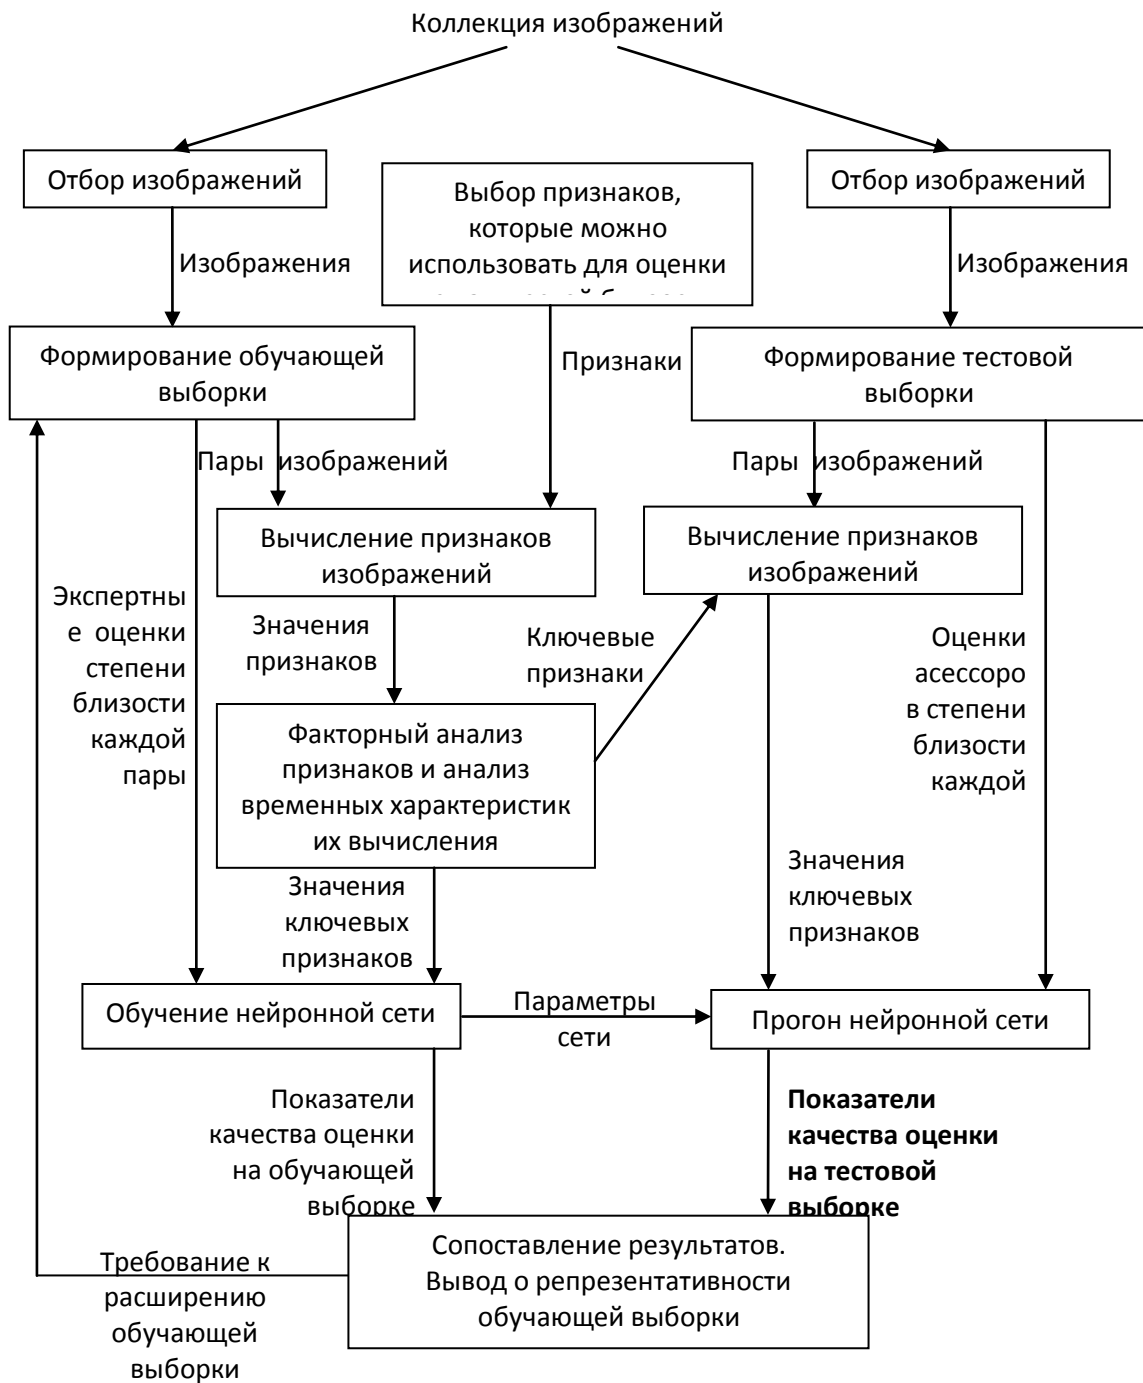 Коллекция изображений
Отбор изображений
Выбор признаков,
которые можно
использовать для оценки
Отбор изображений
Изображения
Изображения
Формирование обучающей
выборки
Признаки
Формирование тестовой
выборки
Пары изображений
Пары изображений
Вычисление признаков
изображений
Вычисление признаков
изображений
Экспертны
е оценки
степени
близости
каждой
пары
Значения
признаков
Ключевые
признаки
Оценки
асессоро
в степени
близости
каждой
Факторный анализ
признаков и анализ
временных характеристик
их вычисления
Значения
ключевых
признаков
Значения
ключевых
признаков
Обучение нейронной сети
Параметры
сети
Прогон нейронной сети
Показатели
качества оценки
на обучающей
выборке
Показатели
качества оценки
на тестовой
выборке
Сопоставление результатов.
Вывод о репрезентативности
обучающей выборки
Требование к
расширению
обучающей
выборки